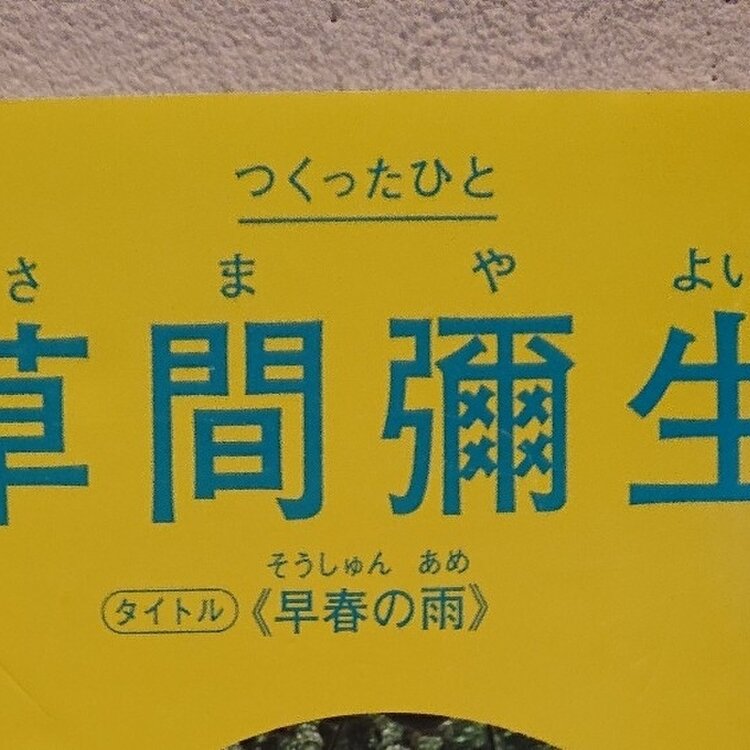 つくったひと
さ ま や よい
草間彌生
そうしゅん あめ
タイトル 《早春の雨》